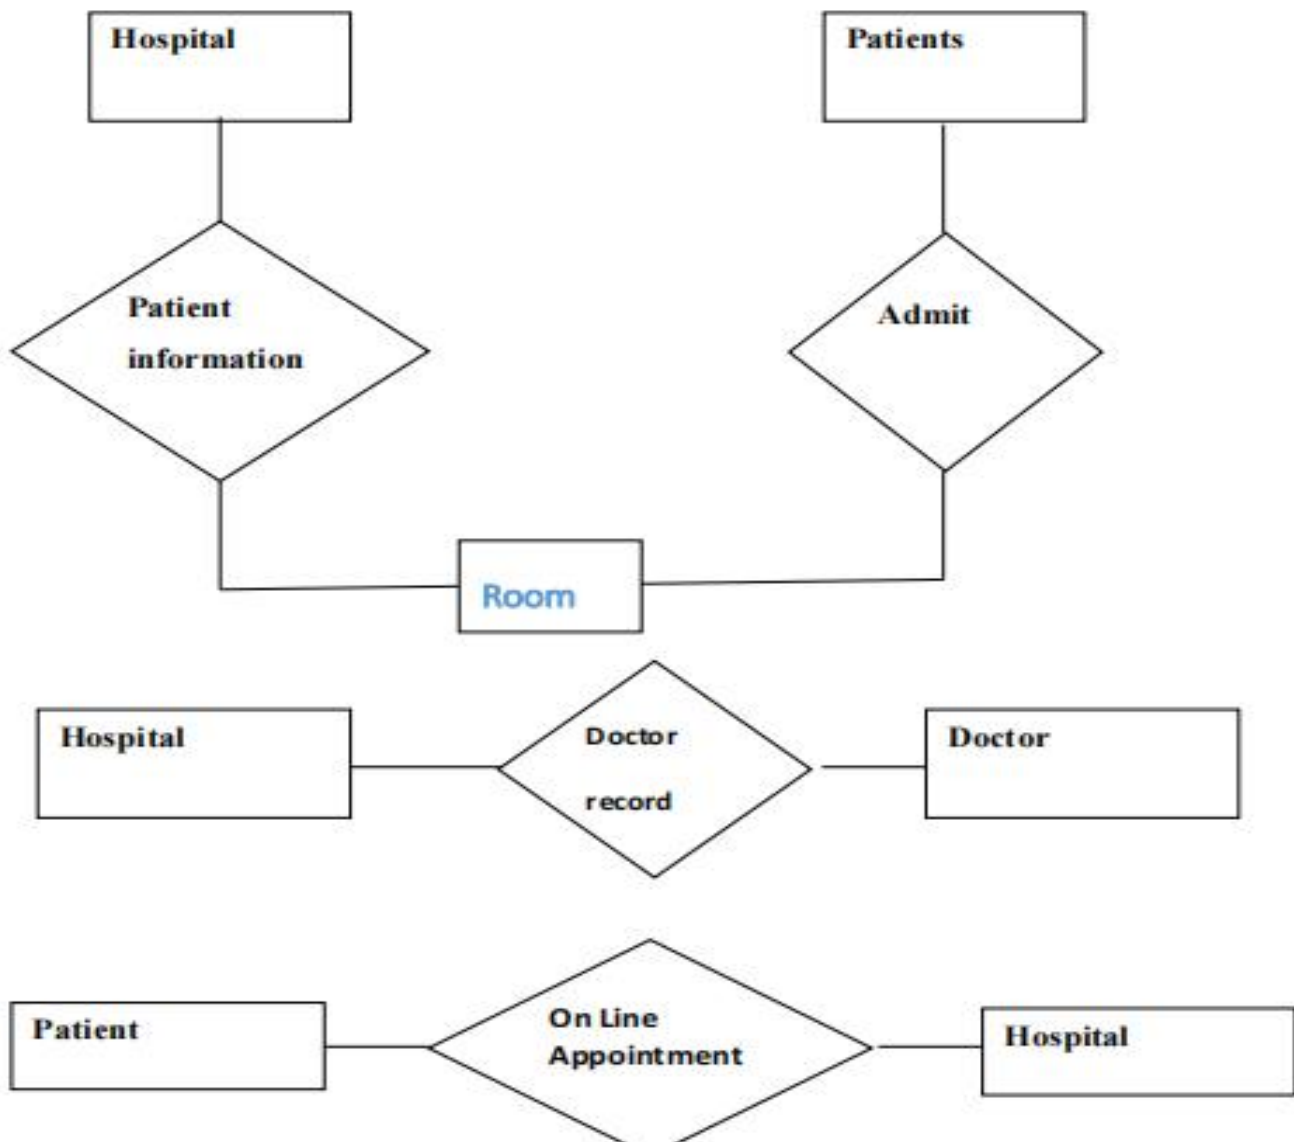 Hospital
Patients
Patient
information
Admit
Room
Hospital
Doctor
record
Doctor
Patient
On Line
Appointment
Hospital